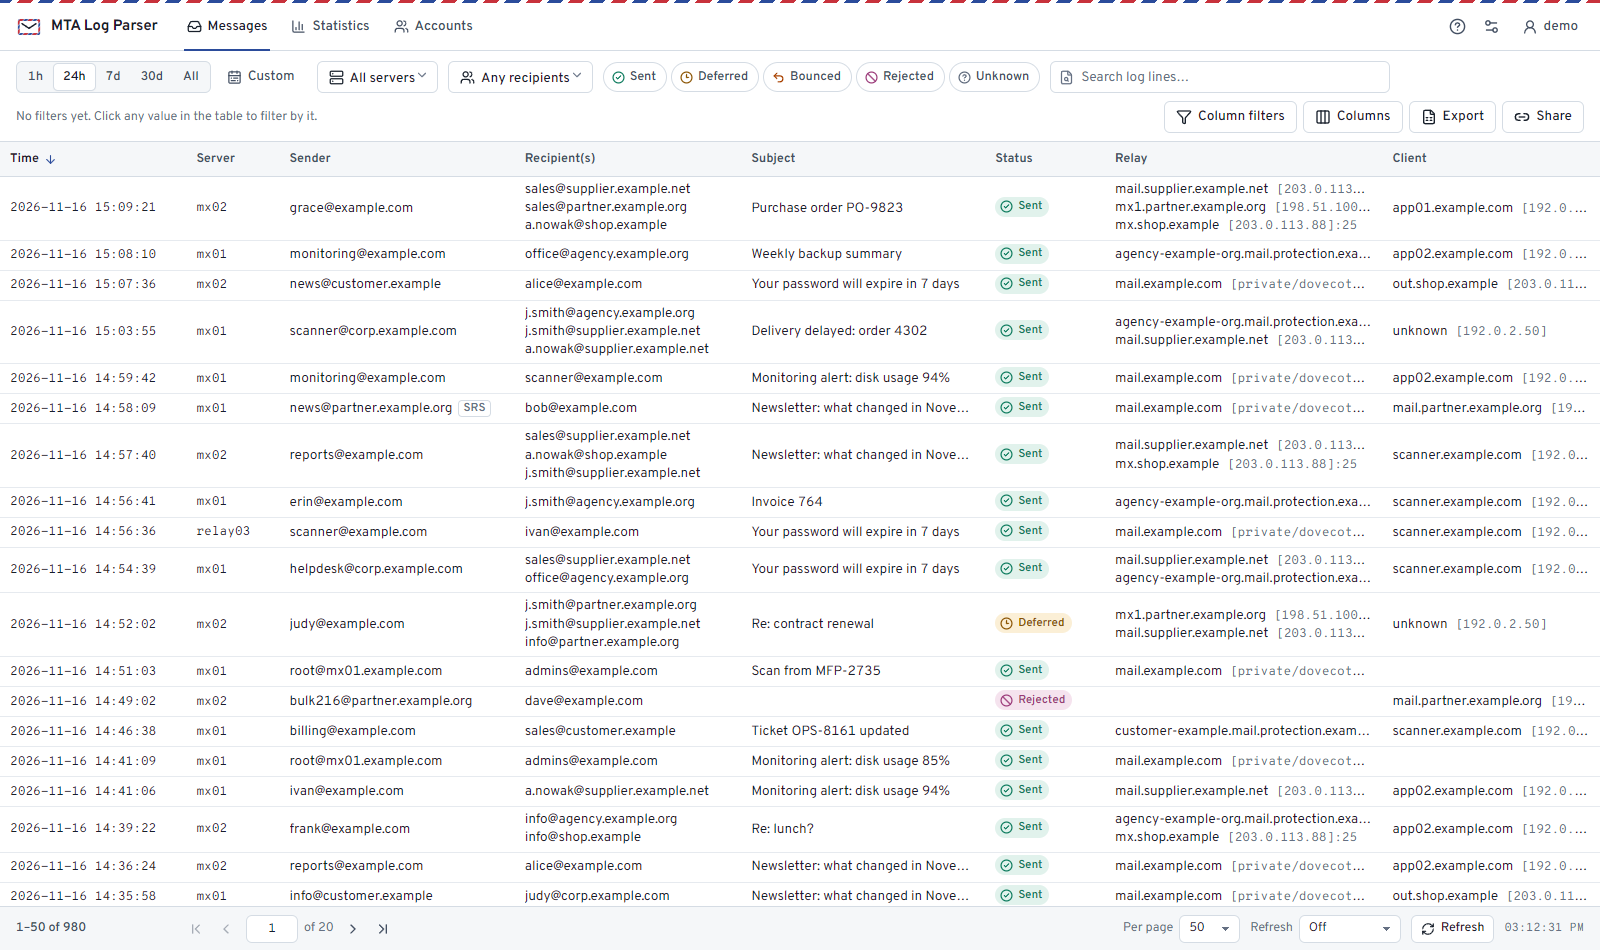 MTA Log Parser
Messages
Statistics
Accounts
demo
1h
24h
7d
30d
All
Custom
All servers
Any recipients
Sent
Deferred
Bounced
Rejected
Unknown
Search log lines...
No filters yet. Click any value in the table to filter by it.
Column filters
Columns
Export
Share
Time Server Sender Recipient(s) Subject Status Relay Client
2026-11-16 15:09:21 mx02 grace@example.com
sales@supplier.example.net
sales@partner.example.org
a.nowak@shop.example
Purchase order PO-9823 Sent
mail.supplier.example.net [203.0.113...
mx1.partner.example.org [198.51.100...
mx.shop.example [203.0.113.88]:25
app01.example.com [192.0....
2026-11-16 15:08:10 mx01 monitoring@example.com office@agency.example.org Weekly backup summary Sent agency-example-org.mail.protection.exa... app02.example.com [192.0....
2026-11-16 15:07:36 mx02 news@customer.example alice@example.com Your password will expire in 7 days Sent mail.example.com [private/dovecot... out.shop.example [203.0.11...
2026-11-16 15:03:55 mx01 scanner@corp.example.com
j.smith@agency.example.org
j.smith@supplier.example.net
a.nowak@supplier.example.net
Delivery delayed: order 4302 Sent
agency-example-org.mail.protection.exa...
mail.supplier.example.net [203.0.113...
unknown [192.0.2.50]
2026-11-16 14:59:42 mx01 monitoring@example.com scanner@example.com Monitoring alert: disk usage 94% Sent mail.example.com [private/dovecot... app02.example.com [192.0....
2026-11-16 14:58:09 mx01 news@partner.example.org SRS bob@example.com Newsletter: what changed in Nove... Sent mail.example.com [private/dovecot... mail.partner.example.org [19...
2026-11-16 14:57:40 mx02 reports@example.com
sales@supplier.example.net
a.nowak@shop.example
j.smith@supplier.example.net
Newsletter: what changed in Nove... Sent
mail.supplier.example.net [203.0.113...
mx.shop.example [203.0.113.88]:25
scanner.example.com [192.0...
2026-11-16 14:56:41 mx01 erin@example.com j.smith@agency.example.org Invoice 764 Sent agency-example-org.mail.protection.exa... scanner.example.com [192.0...
2026-11-16 14:56:36 relay03 scanner@example.com ivan@example.com Your password will expire in 7 days Sent mail.example.com [private/dovecot... scanner.example.com [192.0...
2026-11-16 14:54:39 mx01 helpdesk@corp.example.com
sales@supplier.example.net
office@agency.example.org
Your password will expire in 7 days Sent
mail.supplier.example.net [203.0.113...
agency-example-org.mail.protection.exa...
scanner.example.com [192.0...
2026-11-16 14:52:02 mx02 judy@example.com
j.smith@partner.example.org
j.smith@supplier.example.net
info@partner.example.org
Re: contract renewal Deferred
mx1.partner.example.org [198.51.100...
mail.supplier.example.net [203.0.113...
unknown [192.0.2.50]
2026-11-16 14:51:03 mx01 root@mx01.example.com admins@example.com Scan from MFP-2735 Sent mail.example.com [private/dovecot...
2026-11-16 14:49:02 mx02 bulk216@partner.example.org dave@example.com Rejected mail.partner.example.org [19...
2026-11-16 14:46:38 mx01 billing@example.com sales@customer.example Ticket OPS-8161 updated Sent customer-example.mail.protection.exam... scanner.example.com [192.0...
2026-11-16 14:41:09 mx01 root@mx01.example.com admins@example.com Monitoring alert: disk usage 85% Sent mail.example.com [private/dovecot...
2026-11-16 14:41:06 mx01 ivan@example.com a.nowak@supplier.example.net Monitoring alert: disk usage 94% Sent mail.supplier.example.net [203.0.113... app02.example.com [192.0....
2026-11-16 14:39:22 mx02 frank@example.com
info@agency.example.org
info@shop.example
Re: lunch? Sent
agency-example-org.mail.protection.exa...
mx.shop.example [203.0.113.88]:25
app02.example.com [192.0....
2026-11-16 14:36:24 mx02 reports@example.com alice@example.com Newsletter: what changed in Nove... Sent mail.example.com [private/dovecot... app02.example.com [192.0....
2026-11-16 14:35:58 mx01 info@customer.example judy@corp.example.com Newsletter: what changed in Nove... Sent mail.example.com [private/dovecot... out.shop.example [203.0.11...
1–50 of 980
1 of 20
Per page 50
Refresh Off
Refresh
03:12:31 PM